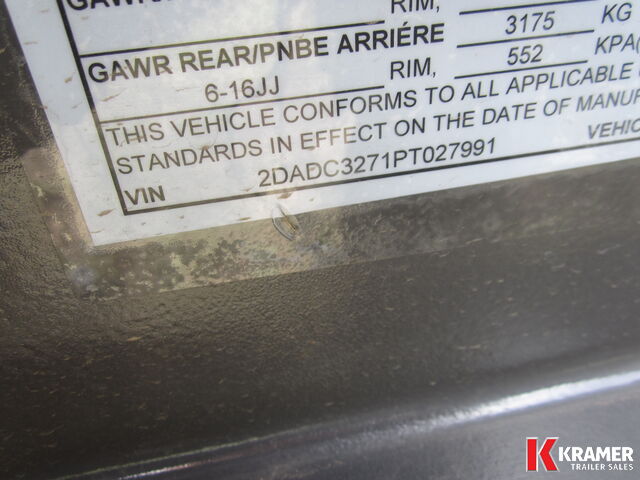 RIM,
3175 KG
GAWR REAR/PNBE ARRIÉRE
6-16JJ RIM, 552 KPA(
THIS VEHICLE CONFORMS TO ALL APPLICABLE
STANDARDS IN EFFECT ON THE DATE OF MANUF
VIN 2DADC3271PT027991 VEHIC
KRAMER
TRAILER SALES